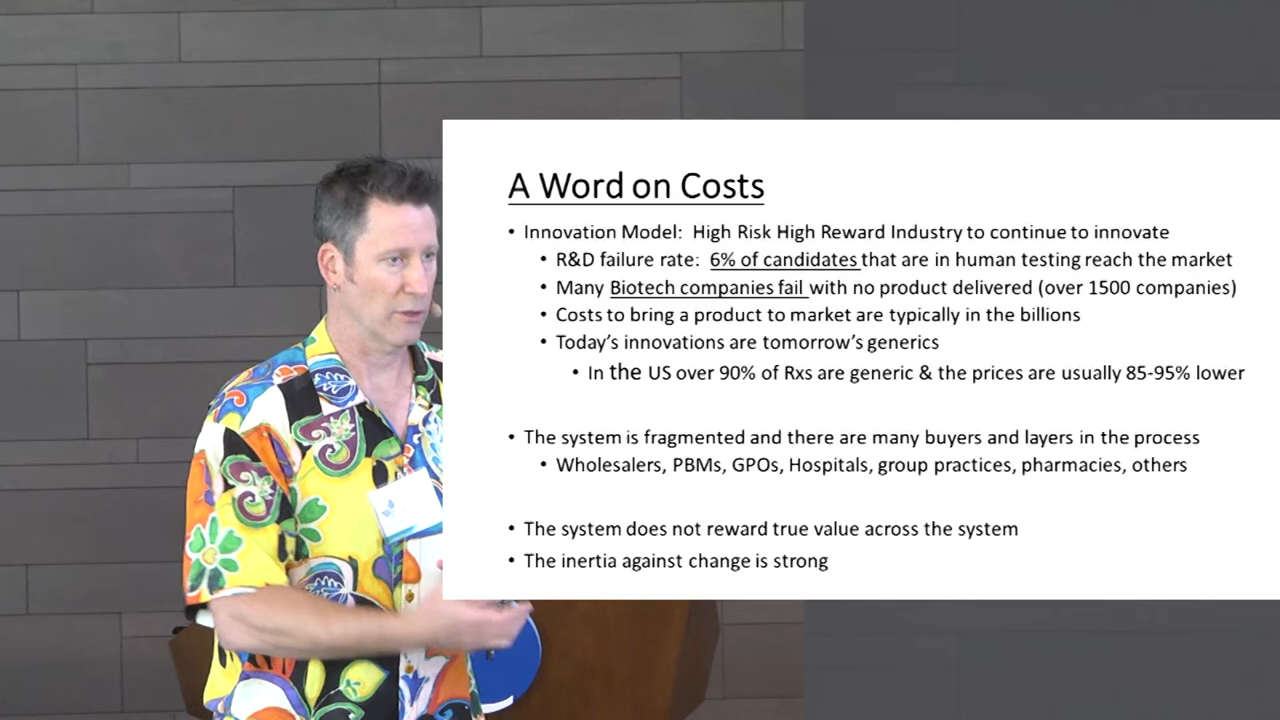 A Word on Costs
• Innovation Model: High Risk High Reward Industry to continue to innovate
• R&D failure rate: 6% of candidates that are in human testing reach the market
• Many Biotech companies fail with no product delivered (over 1500 companies)
• Costs to bring a product to market are typically in the billions
• Today's innovations are tomorrow's generics
• In the US over 90% of Rxs are generic & the prices are usually 85-95% lower
• The system is fragmented and there are many buyers and layers in the process
• Wholesalers, PBMs, GPOs, Hospitals, group practices, pharmacies, others
• The system does not reward true value across the system
• The inertia against change is strong